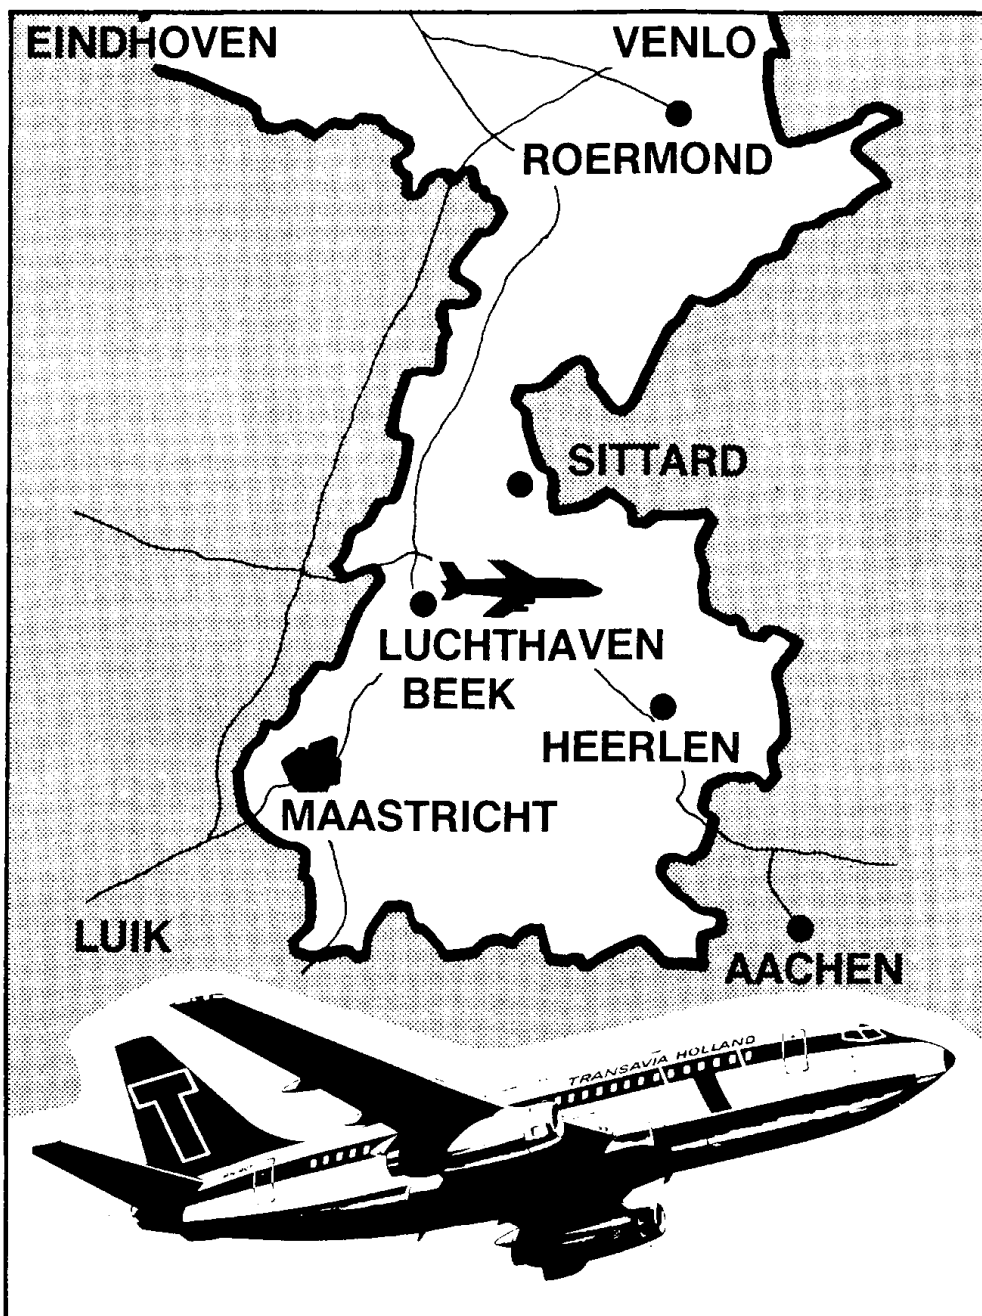 EINDHOVEN
VENLO
ROERMOND
SITTARD
LUCHTHAVEN
BEEK
HEERLEN
MAASTRICHT
LUIK
AACHEN
TRANSAVIA HOLLAND
T